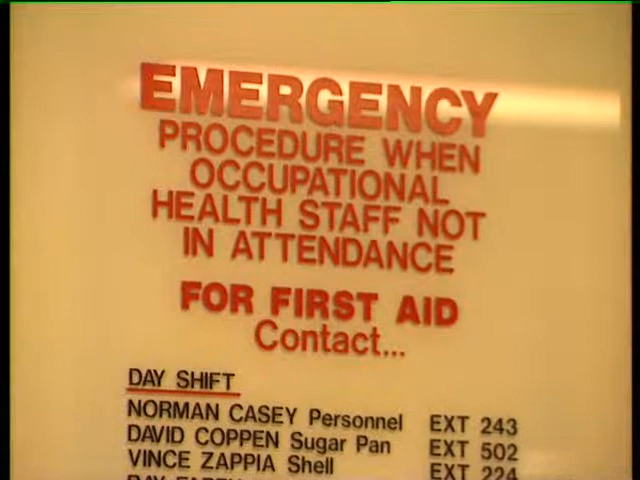 EMERGENCY
PROCEDURE WHEN
OCCUPATIONAL
HEALTH STAFF NOT
IN ATTENDANCE
FOR FIRST AID
Contact...
DAY SHIFT
NORMAN CASEY Personnel EXT 243
DAVID COPPEN Sugar Pan EXT 502
VINCE ZAPPIA Shell EXT 224